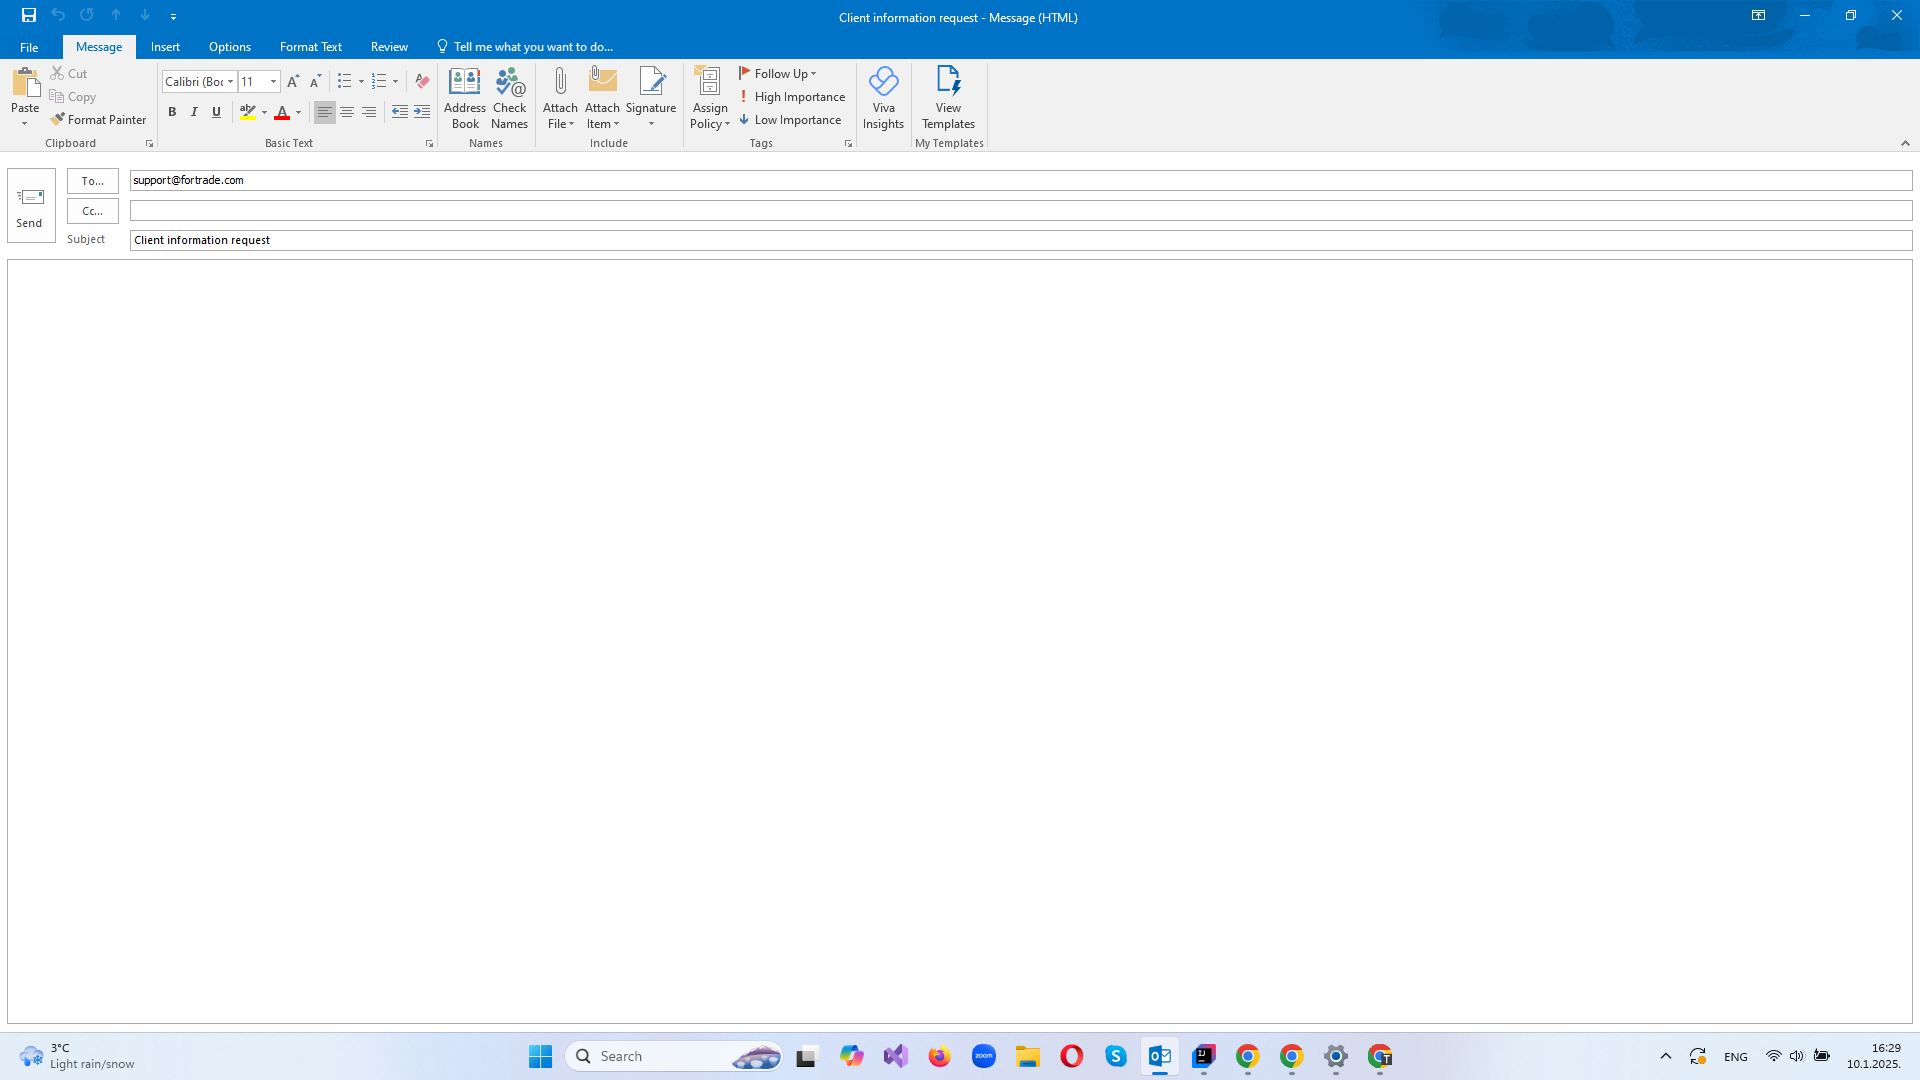 Client information request - Message (HTML)
File
Message
Insert
Options
Format Text
Review
Tell me what you want to do...
Paste
Cut
Copy
Format Painter
Clipboard
Calibri (Boc
11
B I U
Basic Text
Address Book
Check Names
Names
Attach File
Attach Item
Signature
Include
Assign Policy
Follow Up
High Importance
Low Importance
Tags
Viva Insights
View Templates
My Templates
Send
To...
support@fortrade.com
Cc...
Subject
Client information request
3°C
Light rain/snow
Search
zoom
ENG
16:29
10.1.2025.